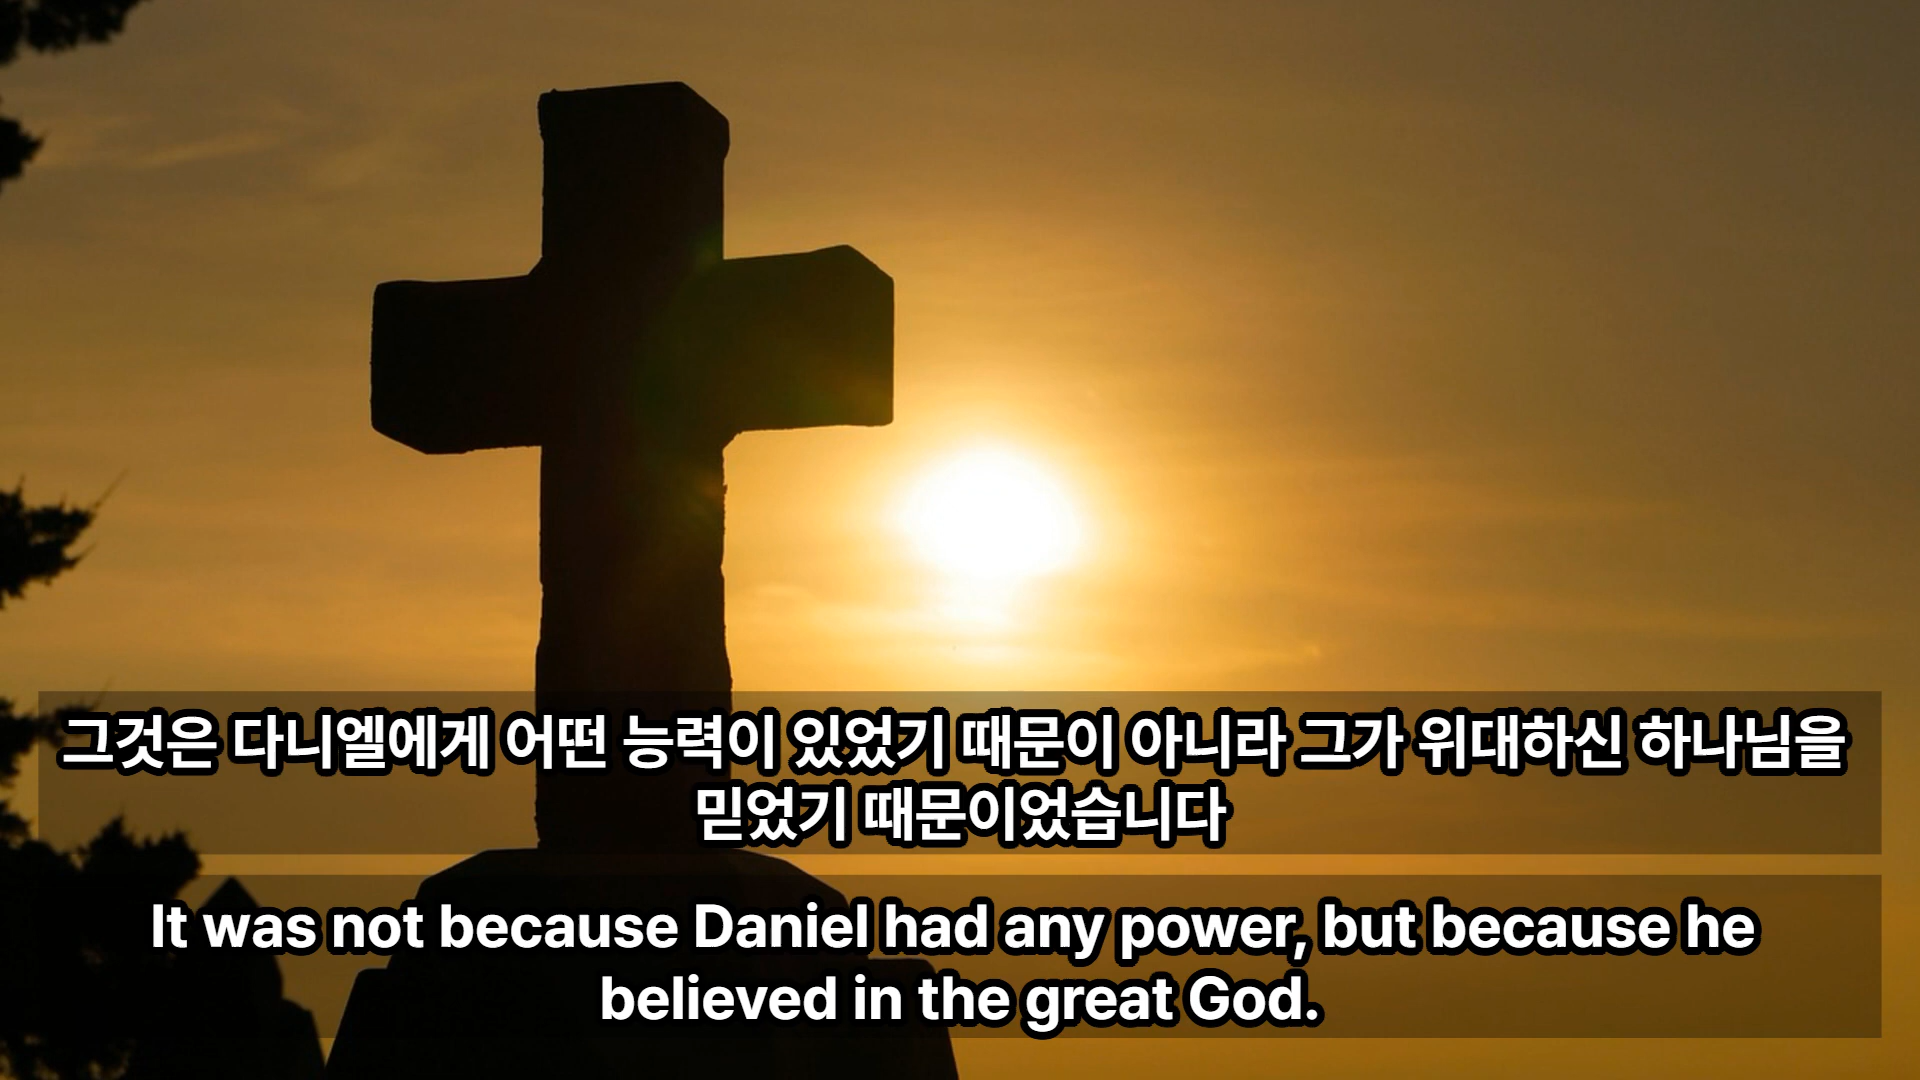 그것은 다니엘에게 어떤 능력이 있었기 때문이 아니라 그가 위대하신 하나님을
믿었기 때문이었습니다
It was not because Daniel had any power, but because he
believed in the great God.